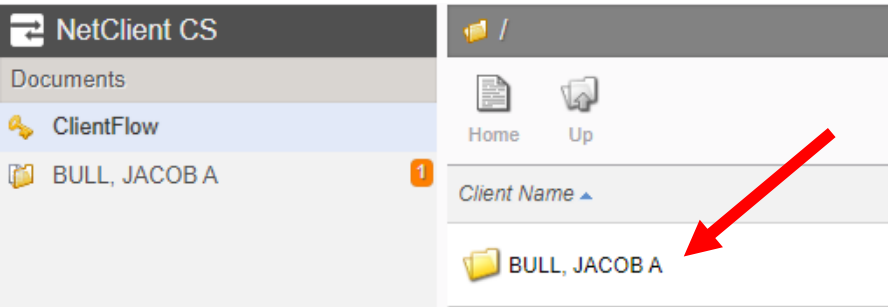 NetClient CS
Documents
ClientFlow
BULL, JACOB A 1
/
Home Up
Client Name
BULL, JACOB A